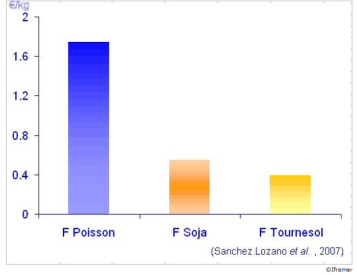 €/kg
2
1.6
1.2
0.8
0.4
0
F Poisson F Soja F Tournesol
(Sanchez.Lozano et al. , 2007)
©Ifremer